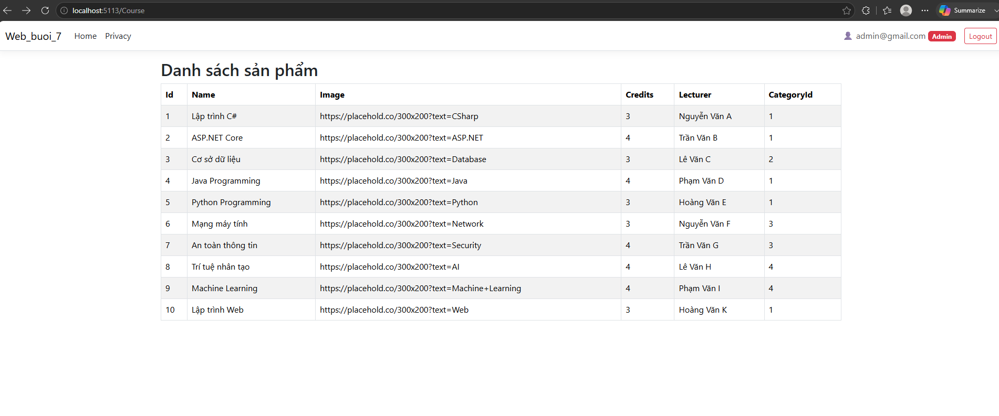 localhost:5113/Course
Summarize
Web_buoi_7 Home Privacy admin@gmail.com Admin Logout
Danh sách sản phẩm
Id Name Image Credits Lecturer CategoryId
1 Lập trình C# https://placehold.co/300x200?text=CSharp 3 Nguyễn Văn A 1
2 ASP.NET Core https://placehold.co/300x200?text=ASP.NET 4 Trần Văn B 1
3 Cơ sở dữ liệu https://placehold.co/300x200?text=Database 3 Lê Văn C 2
4 Java Programming https://placehold.co/300x200?text=Java 4 Phạm Văn D 1
5 Python Programming https://placehold.co/300x200?text=Python 3 Hoàng Văn E 1
6 Mạng máy tính https://placehold.co/300x200?text=Network 3 Nguyễn Văn F 3
7 An toàn thông tin https://placehold.co/300x200?text=Security 4 Trần Văn G 3
8 Trí tuệ nhân tạo https://placehold.co/300x200?text=AI 4 Lê Văn H 4
9 Machine Learning https://placehold.co/300x200?text=Machine+Learning 4 Phạm Văn I 4
10 Lập trình Web https://placehold.co/300x200?text=Web 3 Hoàng Văn K 1